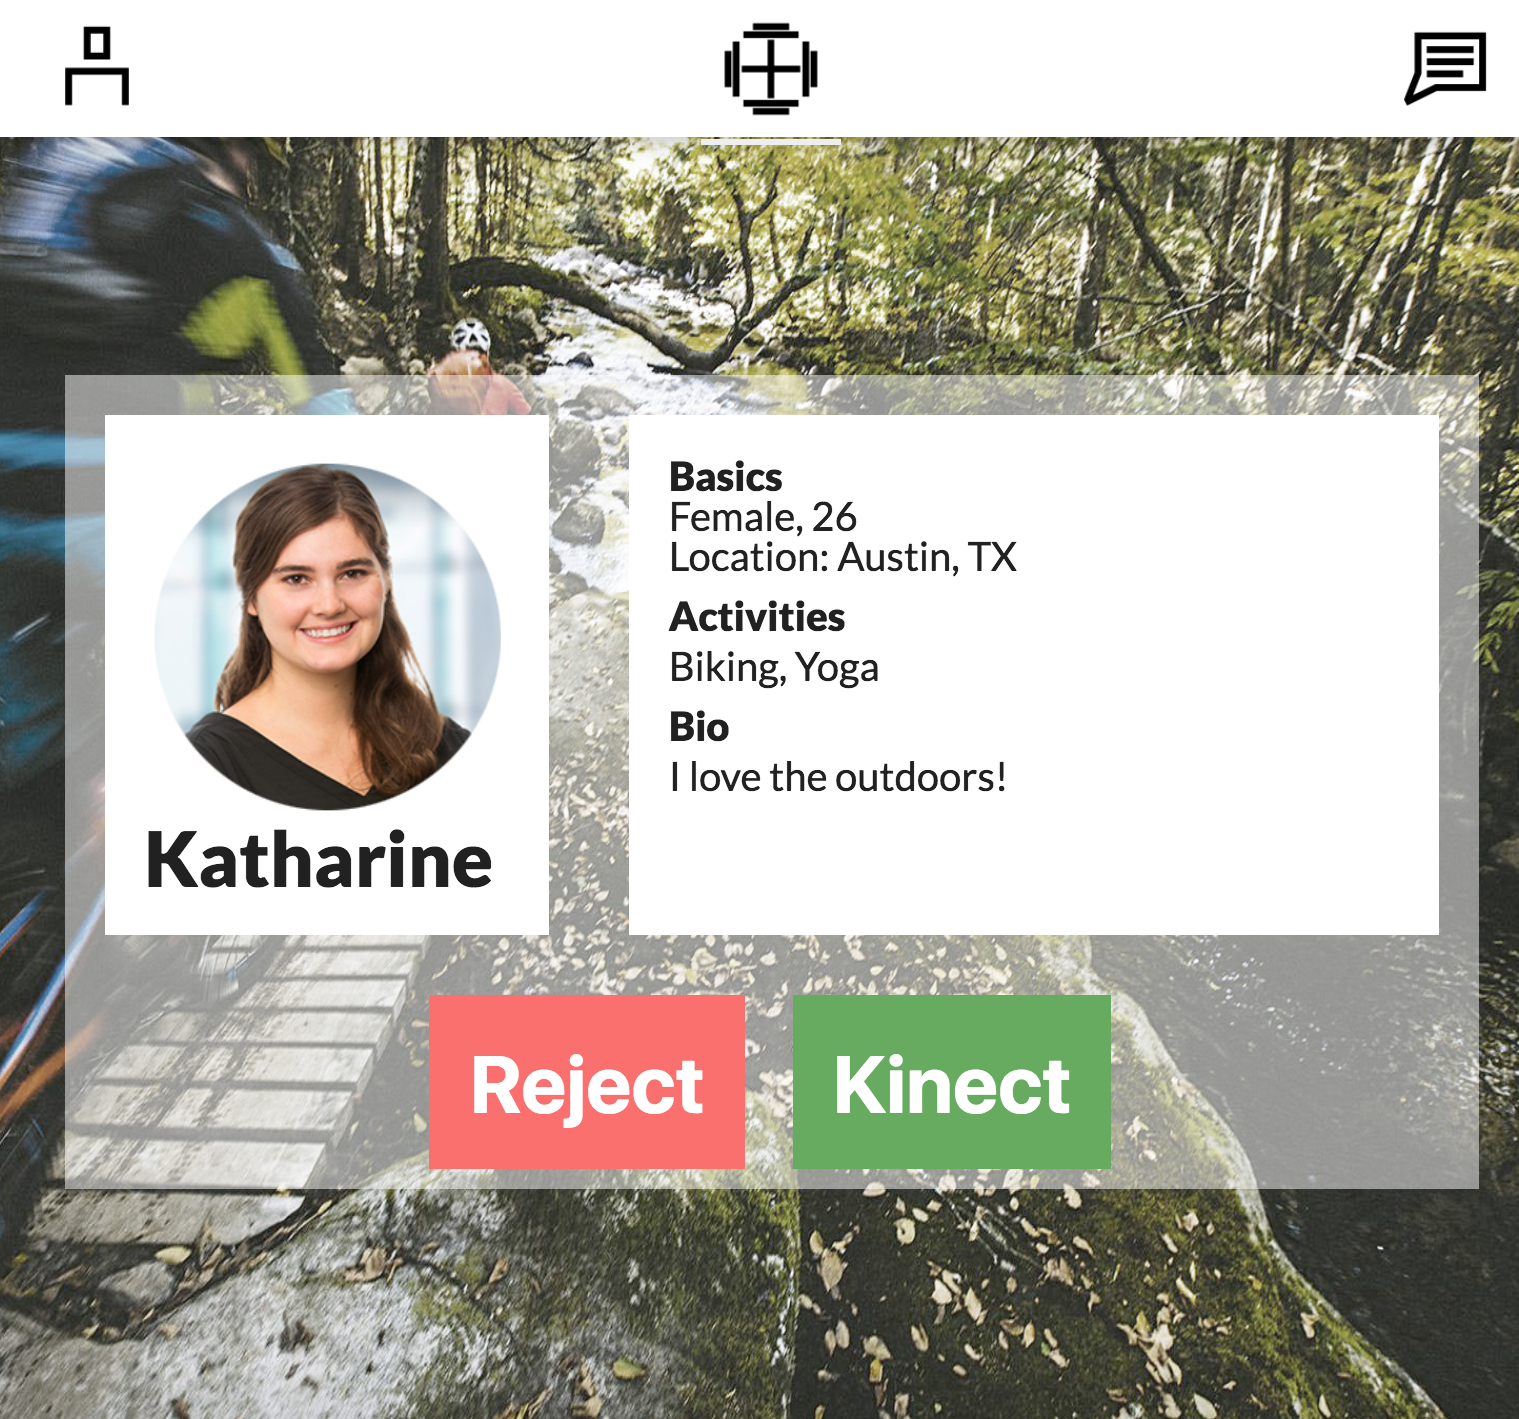 Katharine
Basics
Female, 26
Location: Austin, TX
Activities
Biking, Yoga
Bio
I love the outdoors!
Reject
Kinect